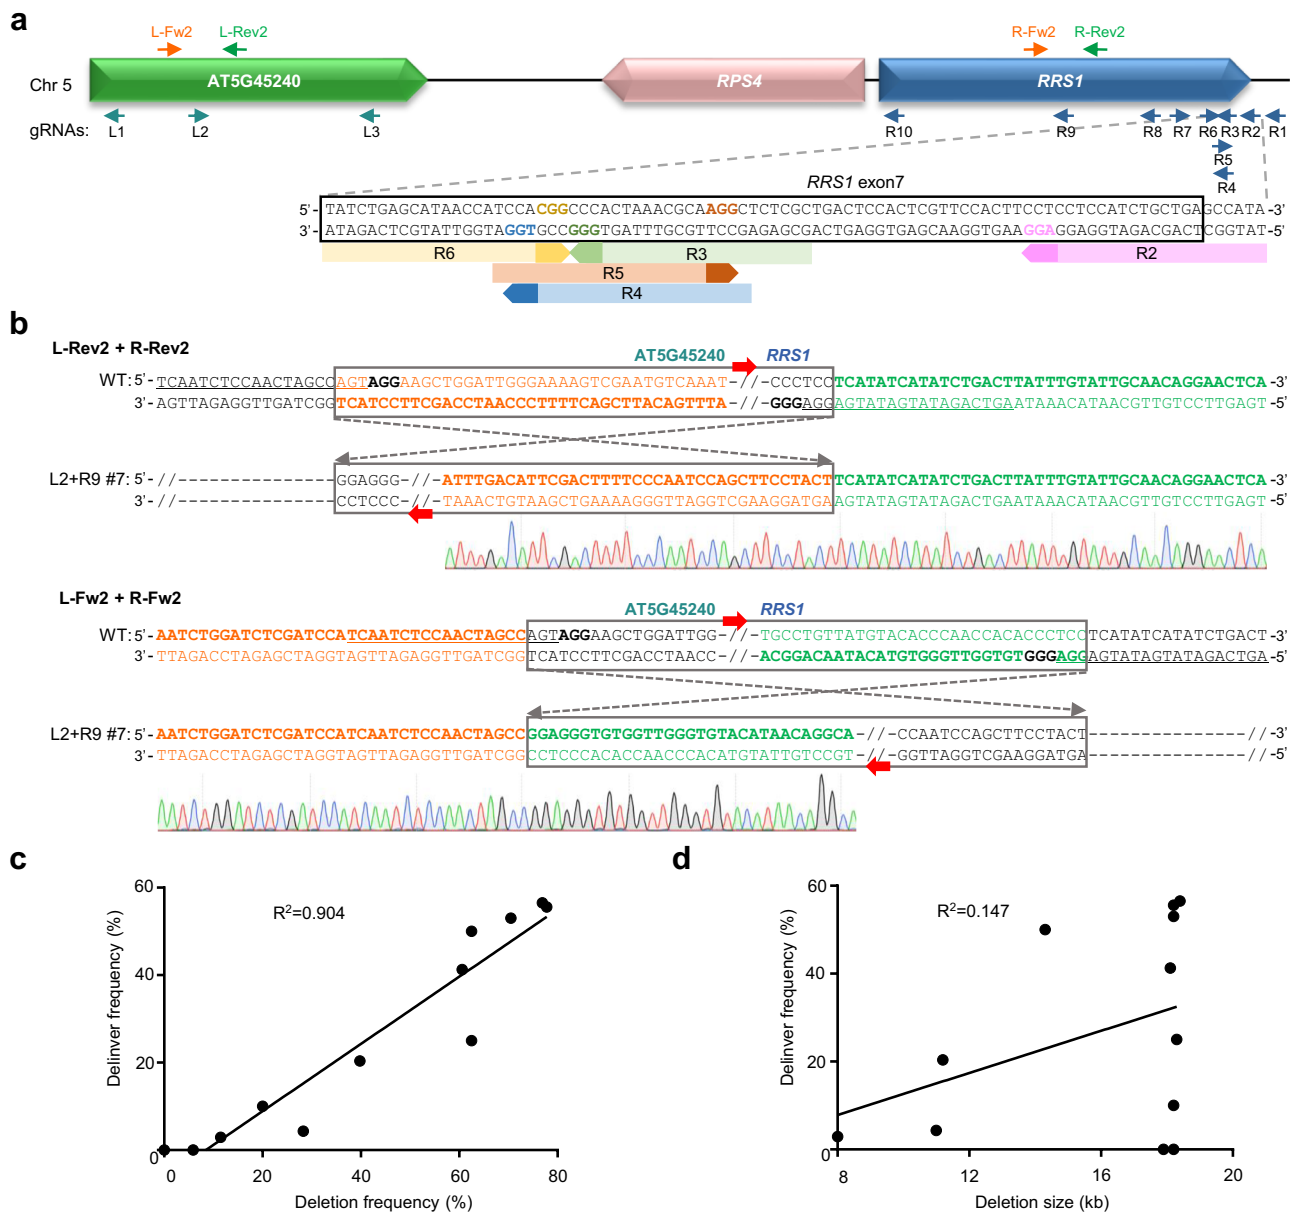 a
L-Fw2 L-Rev2 R-Fw2 R-Rev2
Chr 5 AT5G45240 RPS4 RRS1
gRNAs: L1 L2 L3 R10 R9 R8 R7 R6 R3 R2 R1
R5
R4
RRS1 exon7
5'- TATCTGAGCATAACCATCCACGGCCCACTAAACGCAAGGCTCTCGCTGACTCCACTCGTTCCACTTCCTCCTCCATCTGCTGAGCCATA -3'
3'- ATAGACTCGTATTGGTAGGTGCCGGGTGATTTGCGTTCCGAGAGCGACTGAGGTGAGCAAGGTGAAGGAGGAGGTAGACGACTCGGTAT -5'
R6 R3 R2
R5
R4
b
L-Rev2 + R-Rev2
AT5G45240 RRS1
WT: 5'- TCAATCTCCAACTAGCCAGTAGGAAGCTGGATTGGGAAAAGTCGAATGTCAAAT -//- CCCTCCTCATATCATATCTGACTTATTTGTATTGCAACAGGAACTCA -3'
3'- AGTTAGAGGTTGATCGGTCATCCTTCGACCTAACCCTTTTCAGCTTACAGTTTA -//- GGGAGGAGTATAGTATAGACTGAATAAACATAACGTTGTCCTTGAGT -5'
L2+R9 #7: 5'- //--------------- GGAGGG -//- ATTTGACATTCGACTTTTCCCAATCCAGCTTCCTACTTCATATCATATCTGACTTATTTGTATTGCAACAGGAACTCA -3'
3'- //--------------- CCTCCC -//- TAAACTGTAAGCTGAAAAGGGTTAGGTCGAAGGATGAAGTATAGTATAGACTGAATAAACATAACGTTGTCCTTGAGT -5'
L-Fw2 + R-Fw2
AT5G45240 RRS1
WT: 5'- AATCTGGATCTCGATCCATCAATCTCCAACTAGCCAGTAGGAAGCTGGATTGG -//- TGCCTGTTATGTACACCCAACCACACCCTCCTCATATCATATCTGACT -3'
3'- TTAGACCTAGAGCTAGGTAGTTAGAGGTTGATCGGTCATCCTTCGACCTAACC -//- ACGGACAATACATGTGGGTTGGTGTGGGAGGAGTATAGTATAGACTGA -5'
L2+R9 #7: 5'- AATCTGGATCTCGATCCATCAATCTCCAACTAGCCGGAGGGTGTGGTTGGGTGTACATAACAGGCA -//- CCAATCCAGCTTCCTACT --------------// -3'
3'- TTAGACCTAGAGCTAGGTAGTTAGAGGTTGATCGGCCTCCCACACCAACCCACATGTATTGTCCGT -//- GGTTAGGTCGAAGGATGA --------------// -5'
c
Delinver frequency (%)
60
40
20
0
R2=0.904
0 20 40 60 80
Deletion frequency (%)
d
Delinver frequency (%)
60
40
20
0
R2=0.147
8 12 16 20
Deletion size (kb)